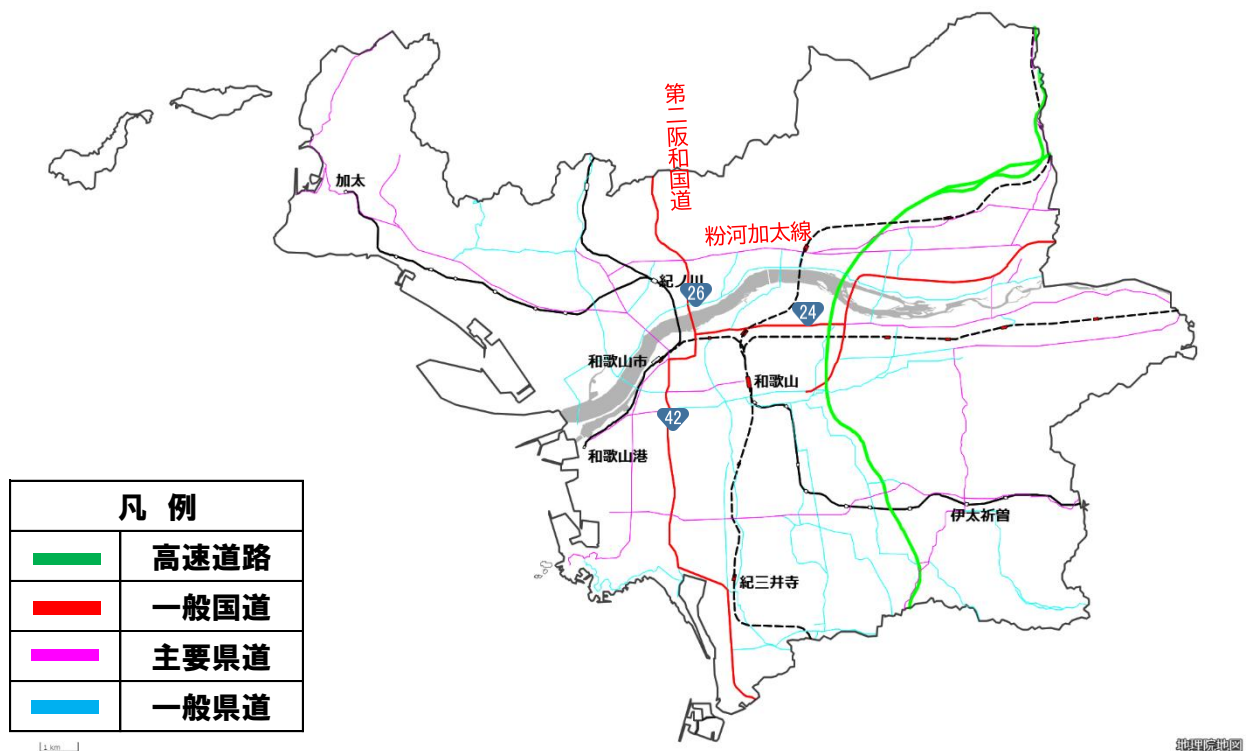 第二阪和国道
加太
粉河加太線
紀ノ川
26
24
和歌山市
和歌山
42
和歌山港
伊太祈曽
紀三井寺
凡 例
高速道路
一般国道
主要県道
一般県道
1 km
地理院地図